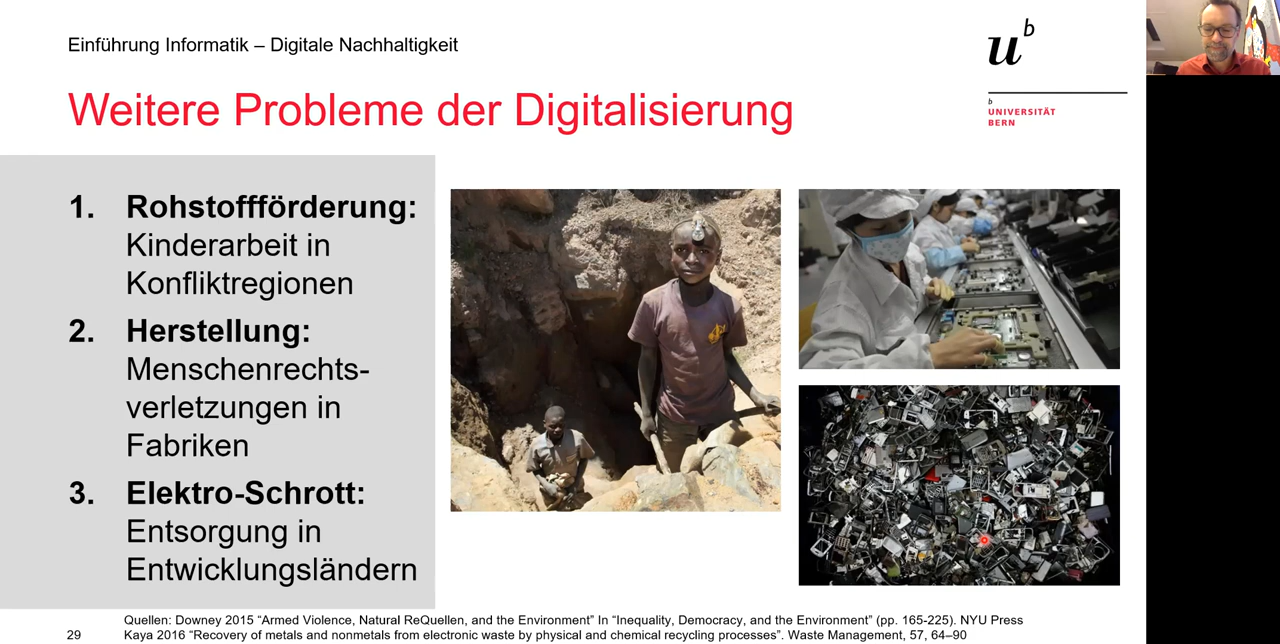 Einführung Informatik – Digitale Nachhaltigkeit
u b
b
UNIVERSITÄT
BERN
Weitere Probleme der Digitalisierung
1. Rohstoffförderung:
Kinderarbeit in
Konfliktregionen
2. Herstellung:
Menschenrechts-
verletzungen in
Fabriken
3. Elektro-Schrott:
Entsorgung in
Entwicklungsländern
Quellen: Downey 2015 “Armed Violence, Natural ReQuellen, and the Environment” In “Inequality, Democracy, and the Environment” (pp. 165-225). NYU Press
29 Kaya 2016 “Recovery of metals and nonmetals from electronic waste by physical and chemical recycling processes”. Waste Management, 57, 64–90